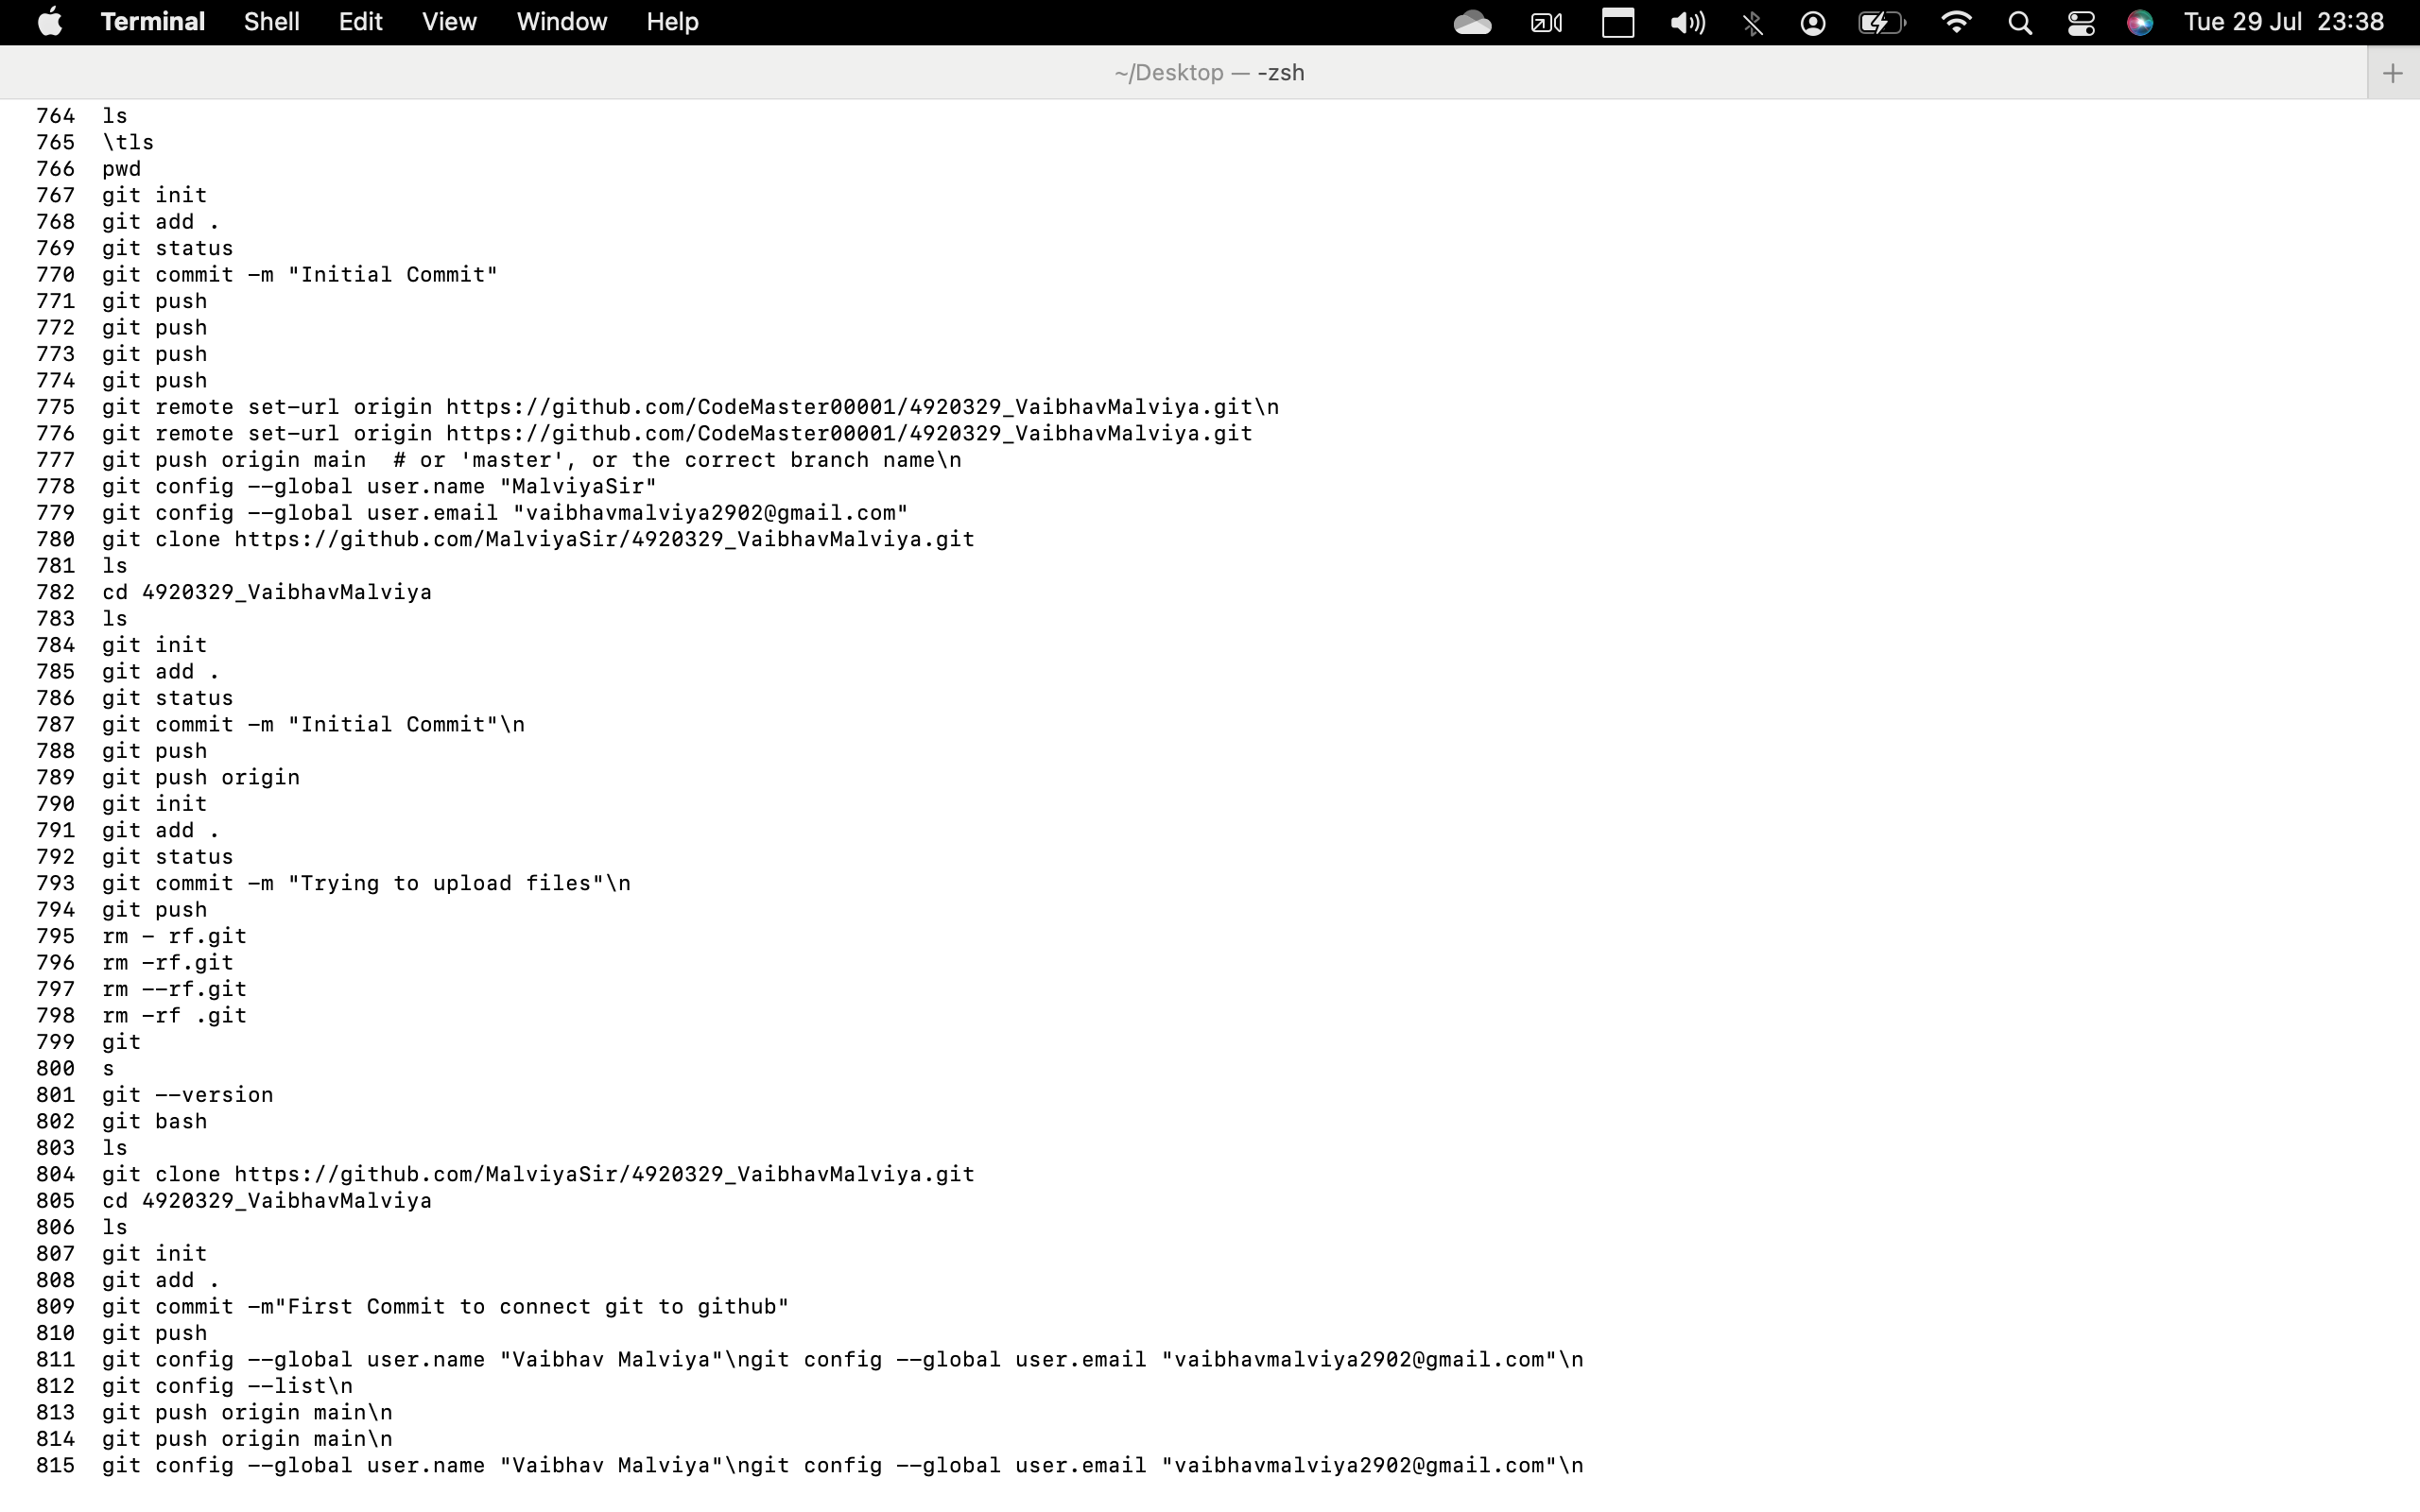 Terminal Shell Edit View Window Help Tue 29 Jul 23:38
~/Desktop — -zsh
764 ls
765 \tls
766 pwd
767 git init
768 git add .
769 git status
770 git commit -m "Initial Commit"
771 git push
772 git push
773 git push
774 git push
775 git remote set-url origin https://github.com/CodeMaster00001/4920329_VaibhavMalviya.git\n
776 git remote set-url origin https://github.com/CodeMaster00001/4920329_VaibhavMalviya.git
777 git push origin main  # or 'master', or the correct branch name\n
778 git config --global user.name "MalviyaSir"
779 git config --global user.email "vaibhavmalviya2902@gmail.com"
780 git clone https://github.com/MalviyaSir/4920329_VaibhavMalviya.git
781 ls
782 cd 4920329_VaibhavMalviya
783 ls
784 git init
785 git add .
786 git status
787 git commit -m "Initial Commit"\n
788 git push
789 git push origin
790 git init
791 git add .
792 git status
793 git commit -m "Trying to upload files"\n
794 git push
795 rm - rf.git
796 rm -rf.git
797 rm --rf.git
798 rm -rf .git
799 git
800 s
801 git --version
802 git bash
803 ls
804 git clone https://github.com/MalviyaSir/4920329_VaibhavMalviya.git
805 cd 4920329_VaibhavMalviya
806 ls
807 git init
808 git add .
809 git commit -m"First Commit to connect git to github"
810 git push
811 git config --global user.name "Vaibhav Malviya"\ngit config --global user.email "vaibhavmalviya2902@gmail.com"\n
812 git config --list\n
813 git push origin main\n
814 git push origin main\n
815 git config --global user.name "Vaibhav Malviya"\ngit config --global user.email "vaibhavmalviya2902@gmail.com"\n